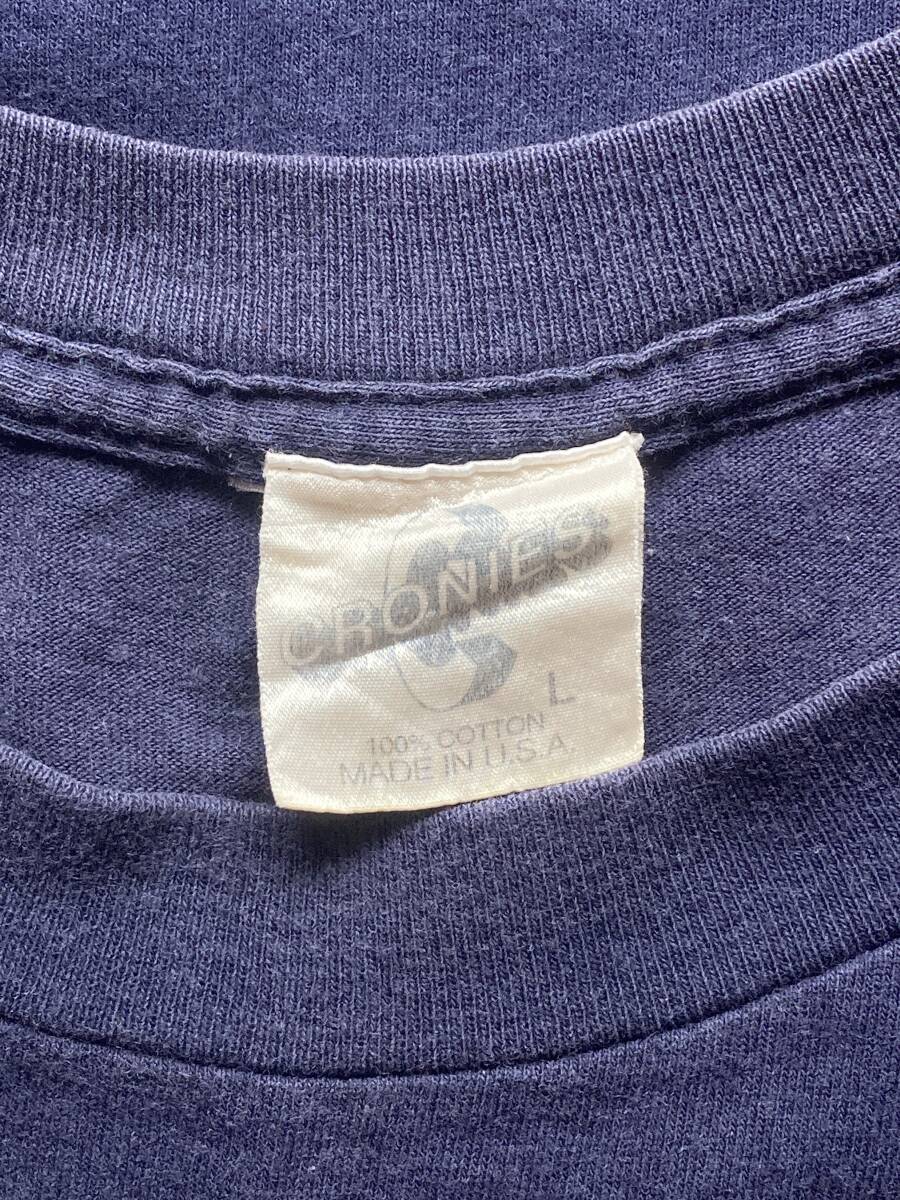 CRONIES
L
100% COTTON
MADE IN U.S.A.